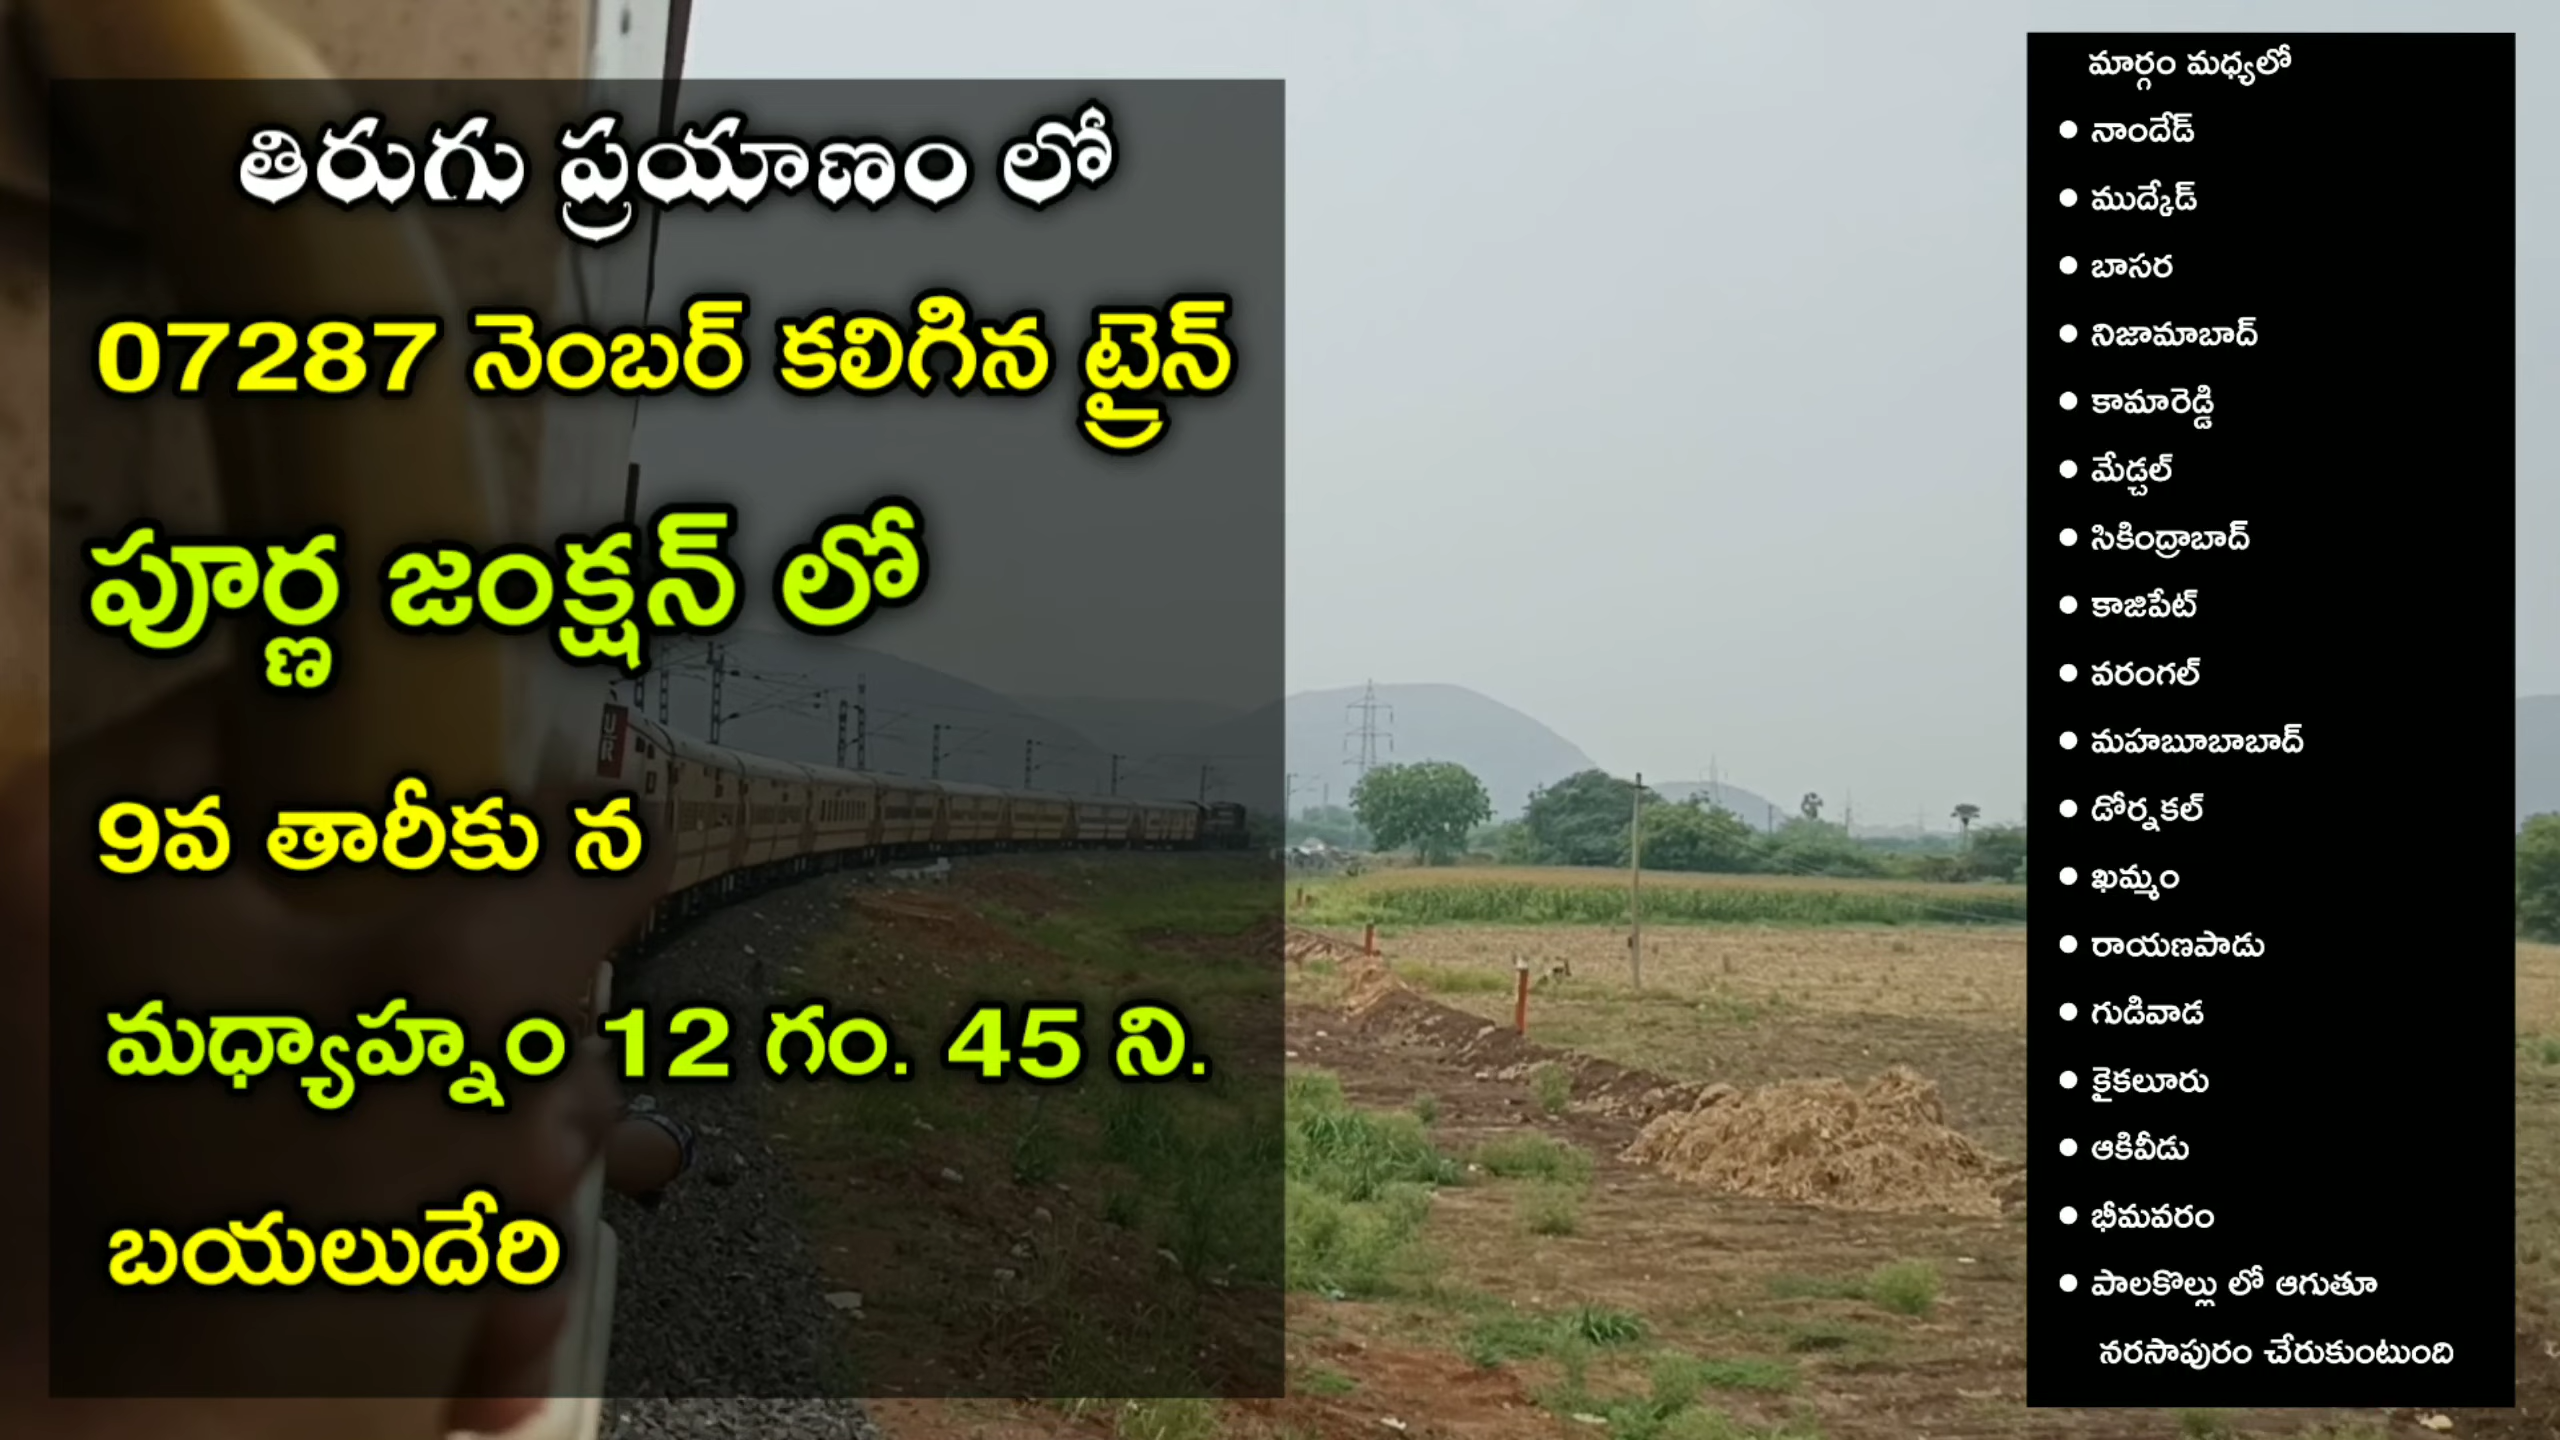 తిరుగు ప్రయాణం లో
07287 నెంబర్ కలిగిన ట్రైన్
పూర్ణ జంక్షన్ లో
9వ తారీకు న
మధ్యాహ్నం 12 గం. 45 ని.
బయలుదేరి
UR
మార్గం మధ్యలో
● నాందేడ్
● ముద్కేడ్
● బాసర
● నిజామాబాద్
● కామారెడ్డి
● మేడ్చల్
● సికింద్రాబాద్
● కాజిపేట్
● వరంగల్
● మహబూబాబాద్
● డోర్నకల్
● ఖమ్మం
● రాయణపాడు
● గుడివాడ
● కైకలూరు
● ఆకివీడు
● భీమవరం
● పాలకొల్లు లో ఆగుతూ
నరసాపురం చేరుకుంటుంది